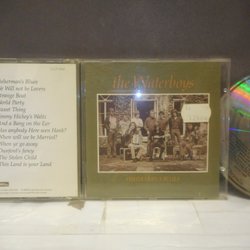 Fisherman's Blues
We Will not be Lovers
Strange Boat
World Party
Sweet Thing
Jimmy Hickey's Waltz
And a Bang on the Ear
Has anybody Here seen Hank?
When will we be Married?
When ye go away
Dunford's fancy
The Stolen Child
This Land is your Land
the Waterboys
FISHERMAN'S BLUES